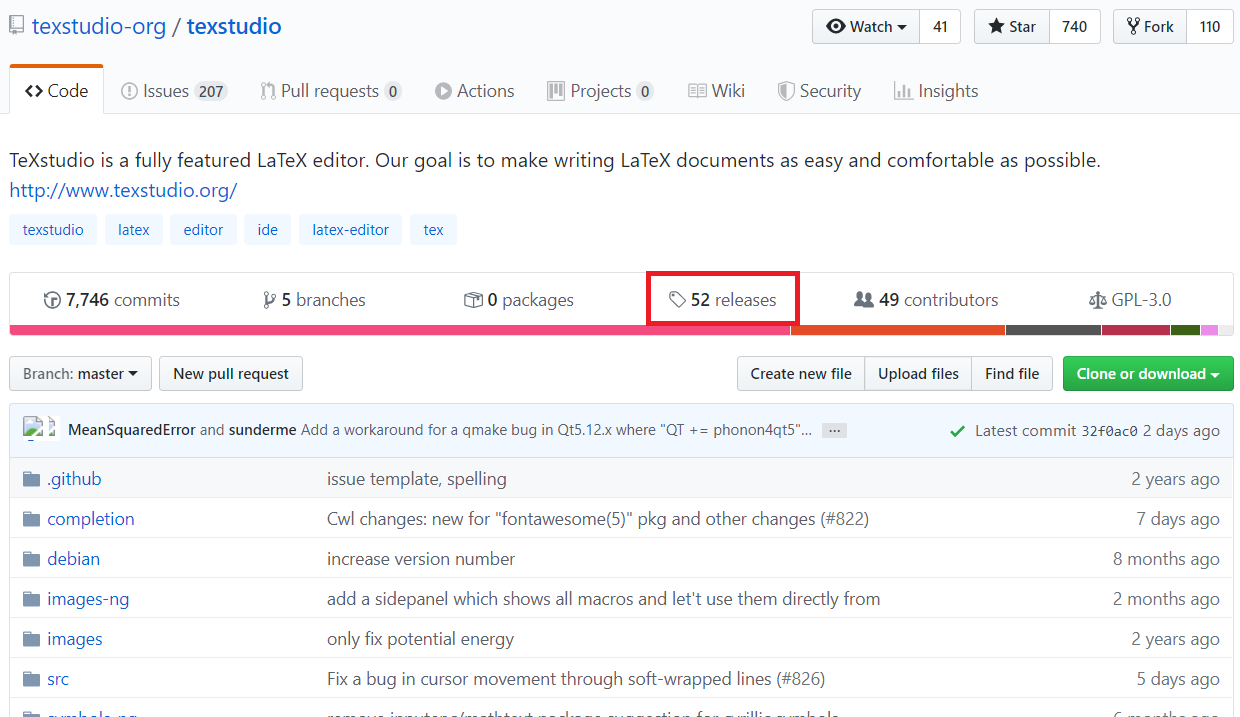 texstudio-org / texstudio
Watch 41 Star 740 Fork 110
Code Issues 207 Pull requests 0 Actions Projects 0 Wiki Security Insights
TeXstudio is a fully featured LaTeX editor. Our goal is to make writing LaTeX documents as easy and comfortable as possible.
http://www.texstudio.org/
texstudio latex editor ide latex-editor tex
7,746 commits 5 branches 0 packages 52 releases 49 contributors GPL-3.0
Branch: master New pull request Create new file Upload files Find file Clone or download
MeanSquaredError and sunderme Add a workaround for a qmake bug in Qt5.12.x where "QT += phonon4qt5"... ... Latest commit 32f0ac0 2 days ago
.github issue template, spelling 2 years ago
completion Cwl changes: new for "fontawesome(5)" pkg and other changes (#822) 7 days ago
debian increase version number 8 months ago
images-ng add a sidepanel which shows all macros and let't use them directly from 2 months ago
images only fix potential energy 2 years ago
src Fix a bug in cursor movement through soft-wrapped lines (#826) 5 days ago